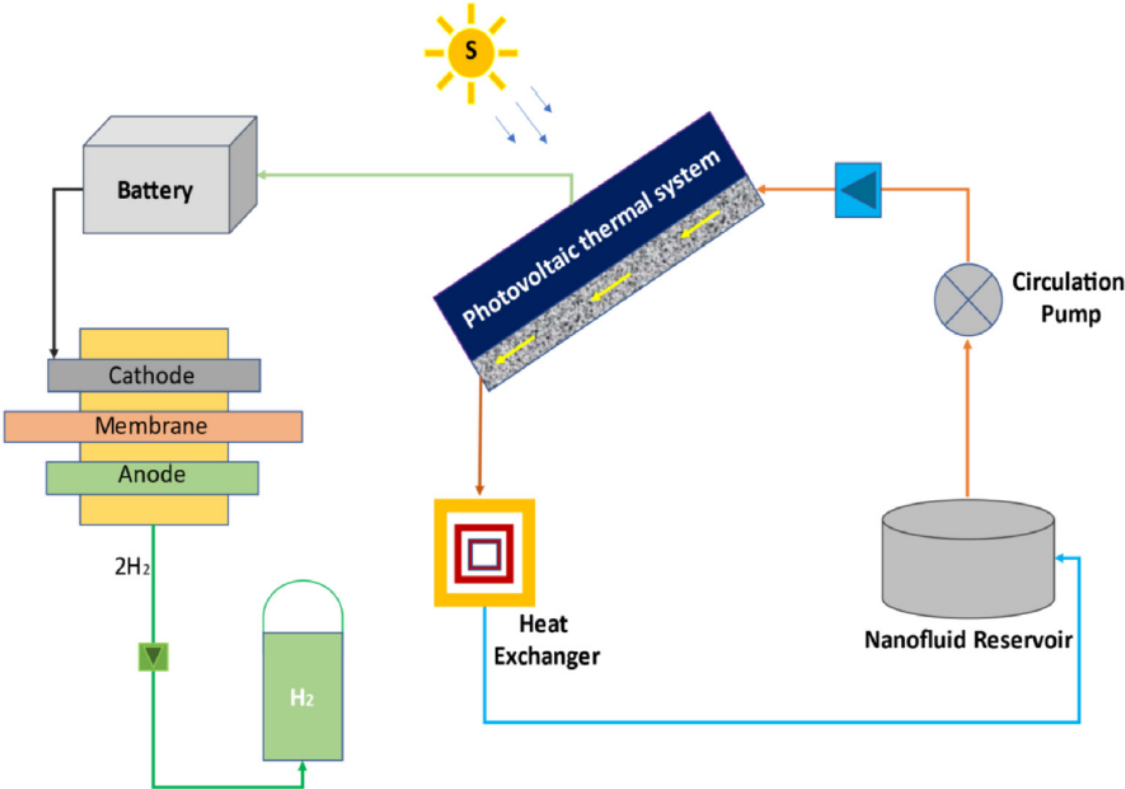 S
Battery
Photovoltaic thermal system
Circulation
Pump
Cathode
Membrane
Anode
2H₂
Heat
Exchanger
Nanofluid Reservoir
H₂